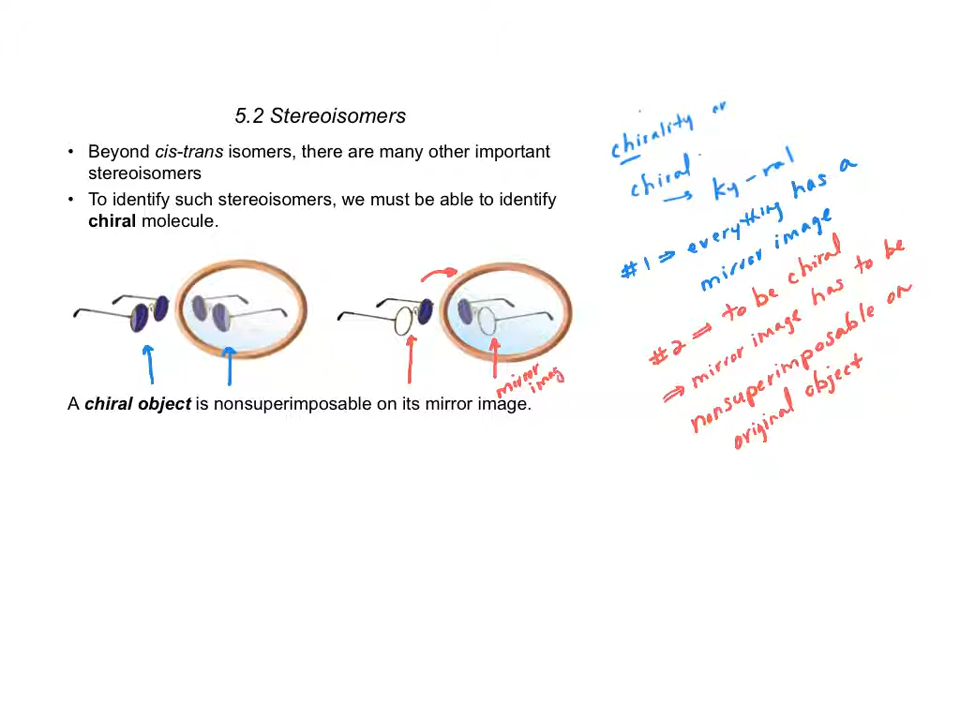 5.2 Stereoisomers
• Beyond cis-trans isomers, there are many other important
stereoisomers
• To identify such stereoisomers, we must be able to identify
chiral molecule.
mirror
imag
A chiral object is nonsuperimposable on its mirror image.
chirality or
chiral
→ ky-ral
#1 ⇒ everything has a
mirror image
#2 ⇒ to be chiral
⇒ mirror image has to be
nonsuperimposable on
original object